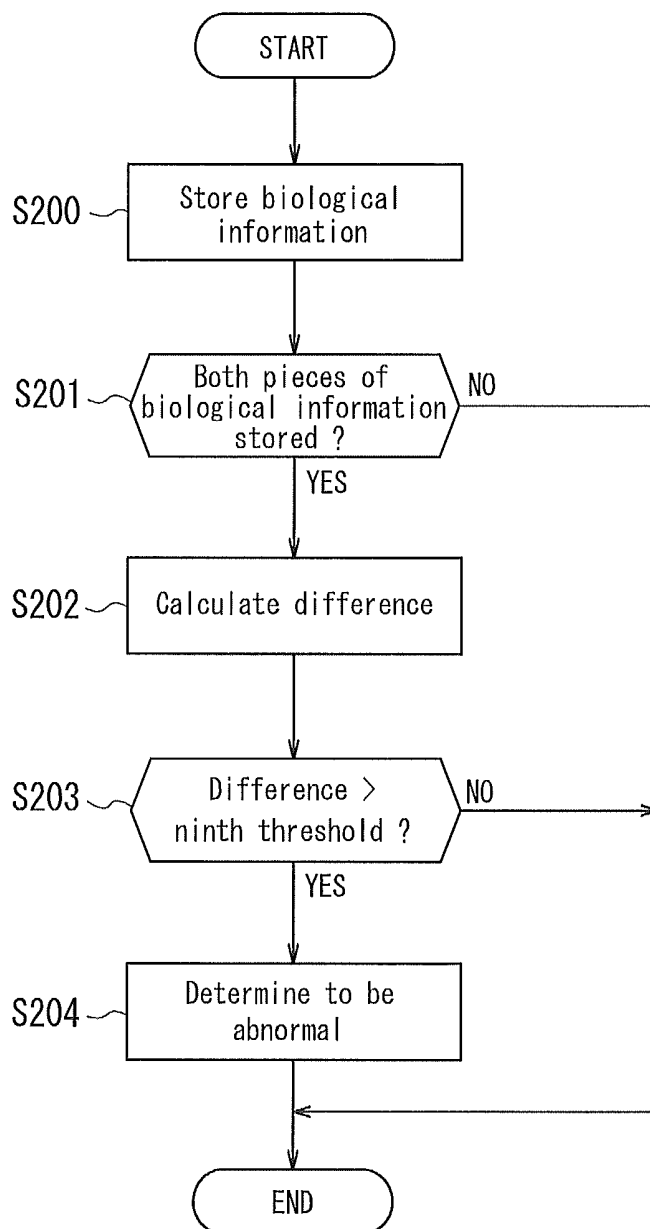 START
S200
Store biological
information
S201
Both pieces of
biological information
stored ?
NO
YES
S202
Calculate difference
S203
Difference >
ninth threshold ?
NO
YES
S204
Determine to be
abnormal
END